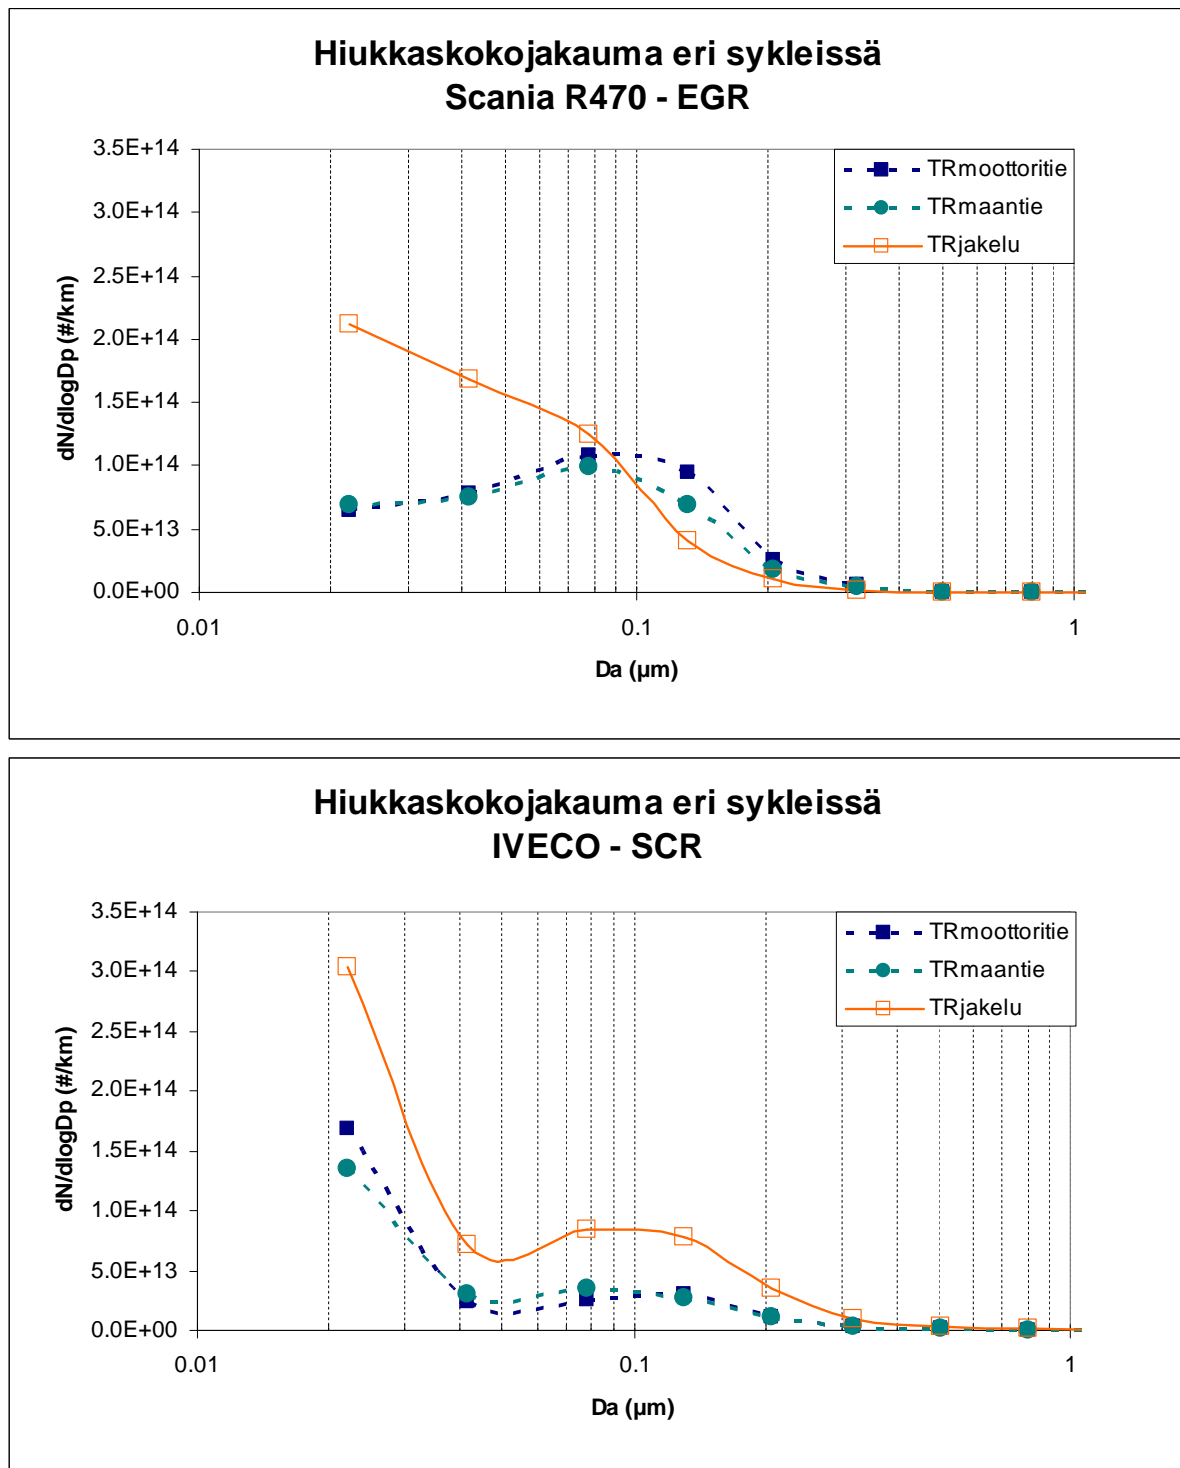 Hiukkaskokojakauma eri sykleissä
Scania R470 - EGR
3.5E+14
3.0E+14
2.5E+14
2.0E+14
1.5E+14
1.0E+14
5.0E+13
0.0E+00
dN/dlogDp (#/km)
TRmoottoritie
TRmaantie
TRjakelu
0.01
0.1
1
Da (µm)
Hiukkaskokojakauma eri sykleissä
IVECO - SCR
3.5E+14
3.0E+14
2.5E+14
2.0E+14
1.5E+14
1.0E+14
5.0E+13
0.0E+00
dN/dlogDp (#/km)
TRmoottoritie
TRmaantie
TRjakelu
0.01
0.1
1
Da (µm)